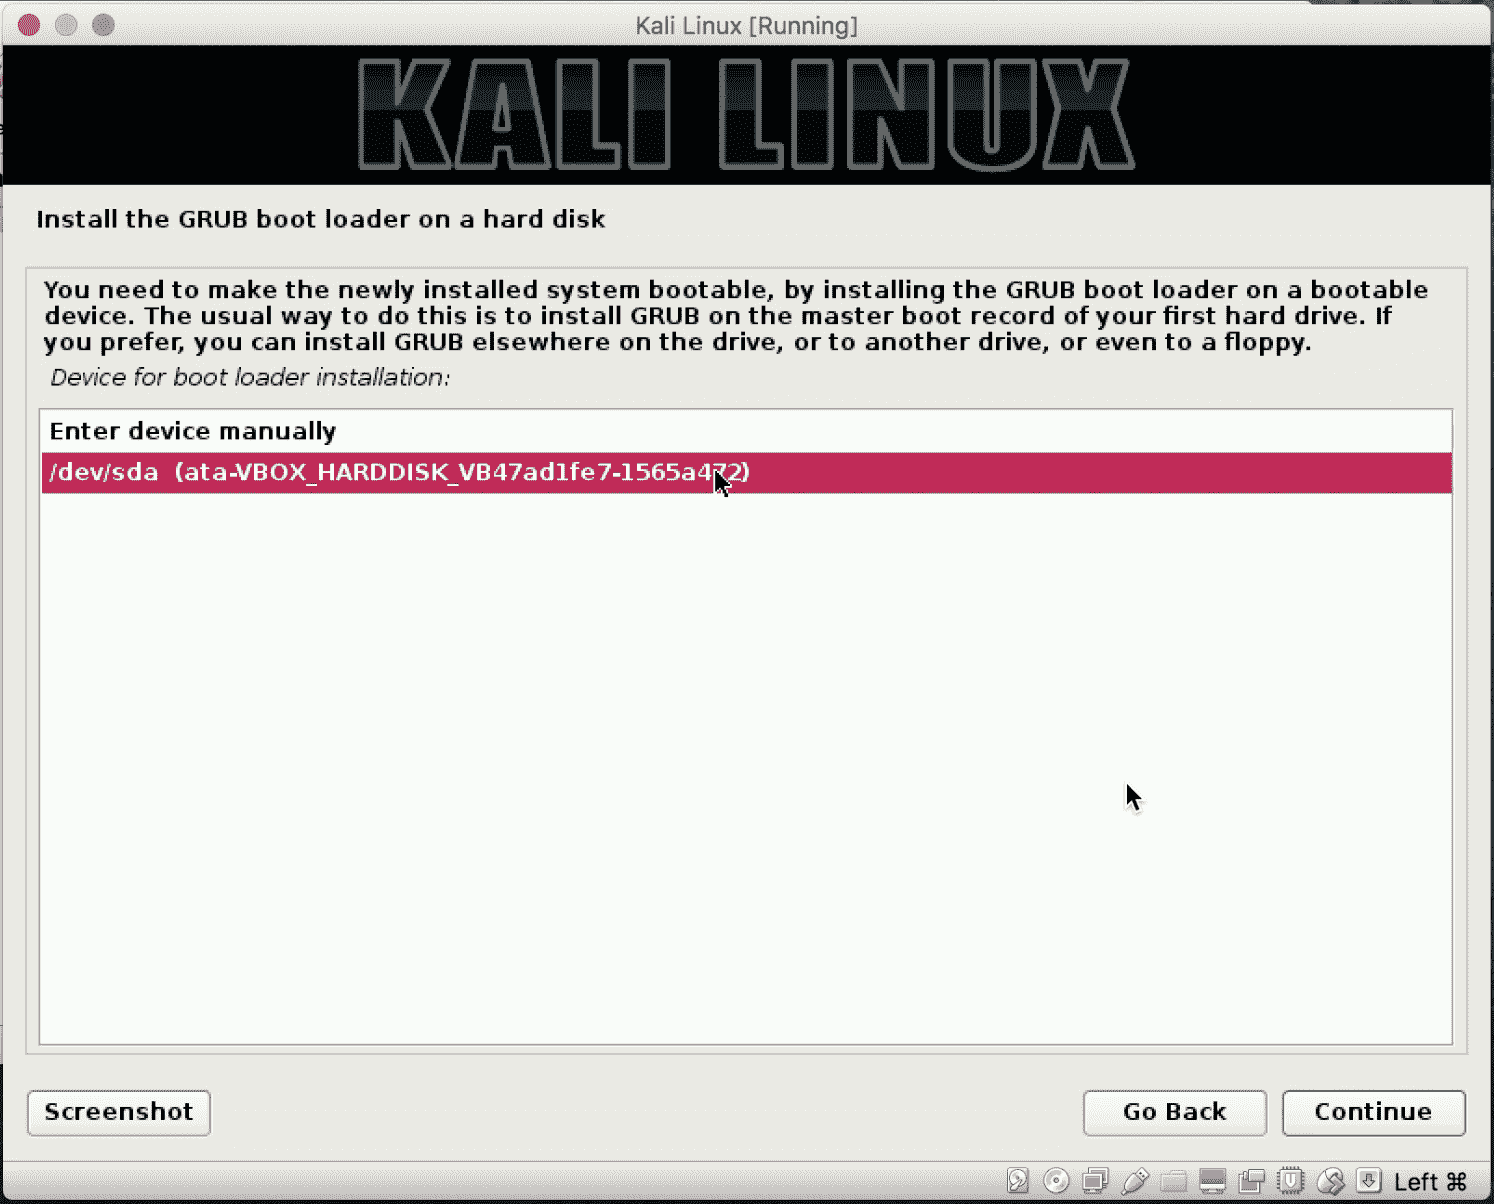 Kali Linux [Running]
KALI LINUX
Install the GRUB boot loader on a hard disk
You need to make the newly installed system bootable, by installing the GRUB boot loader on a bootable
device. The usual way to do this is to install GRUB on the master boot record of your first hard drive. If
you prefer, you can install GRUB elsewhere on the drive, or to another drive, or even to a floppy.
Device for boot loader installation:
Enter device manually
/dev/sda  (ata-VBOX_HARDDISK_VB47ad1fe7-1565a472)
Screenshot
Go Back
Continue
Left ⌘